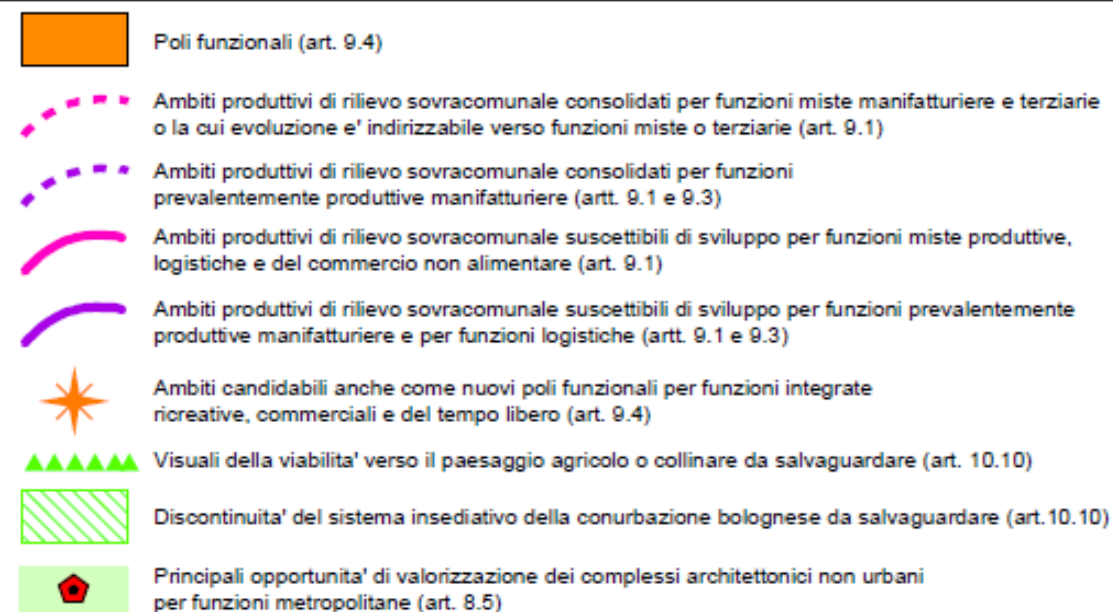 Poli funzionali (art. 9.4)
Ambiti produttivi di rilievo sovracomunale consolidati per funzioni miste manifatturiere e terziarie
o la cui evoluzione e' indirizzabile verso funzioni miste o terziarie (art. 9.1)
Ambiti produttivi di rilievo sovracomunale consolidati per funzioni
prevalentemente produttive manifatturiere (artt. 9.1 e 9.3)
Ambiti produttivi di rilievo sovracomunale suscettibili di sviluppo per funzioni miste produttive,
logistiche e del commercio non alimentare (art. 9.1)
Ambiti produttivi di rilievo sovracomunale suscettibili di sviluppo per funzioni prevalentemente
produttive manifatturiere e per funzioni logistiche (artt. 9.1 e 9.3)
Ambiti candidabili anche come nuovi poli funzionali per funzioni integrate
ricreative, commerciali e del tempo libero (art. 9.4)
Visuali della viabilita' verso il paesaggio agricolo o collinare da salvaguardare (art. 10.10)
Discontinuita' del sistema insediativo della conurbazione bolognese da salvaguardare (art.10.10)
Principali opportunita' di valorizzazione dei complessi architettonici non urbani
per funzioni metropolitane (art. 8.5)